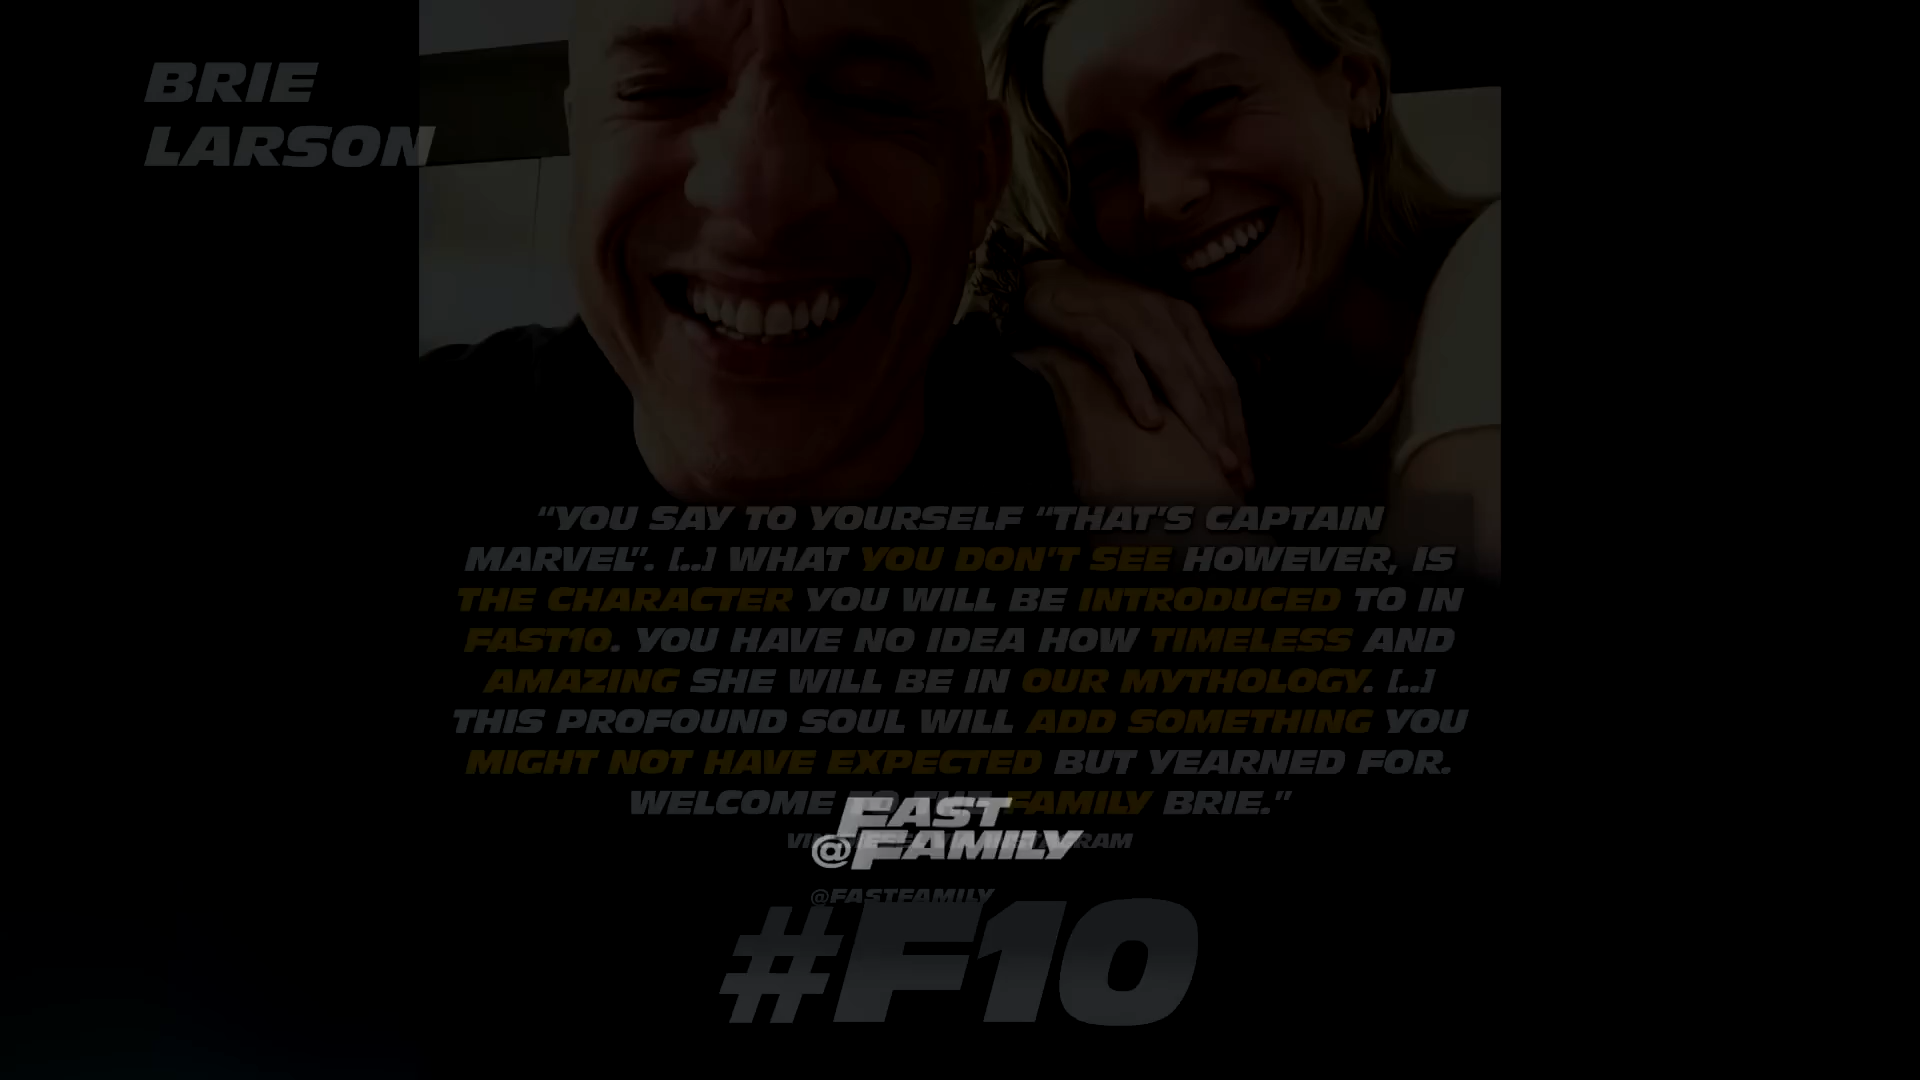 BRIE
LARSON
“YOU SAY TO YOURSELF “THAT’S CAPTAIN
MARVEL”. [..] WHAT YOU DON’T SEE HOWEVER, IS
THE CHARACTER YOU WILL BE INTRODUCED TO IN
FAST10. YOU HAVE NO IDEA HOW TIMELESS AND
AMAZING SHE WILL BE IN OUR MYTHOLOGY. [..]
THIS PROFOUND SOUL WILL ADD SOMETHING YOU
MIGHT NOT HAVE EXPECTED BUT YEARNED FOR.
WELCOME TO THE FAMILY BRIE.”
FAST
@FAMILY
@FASTFAMILY
#F10